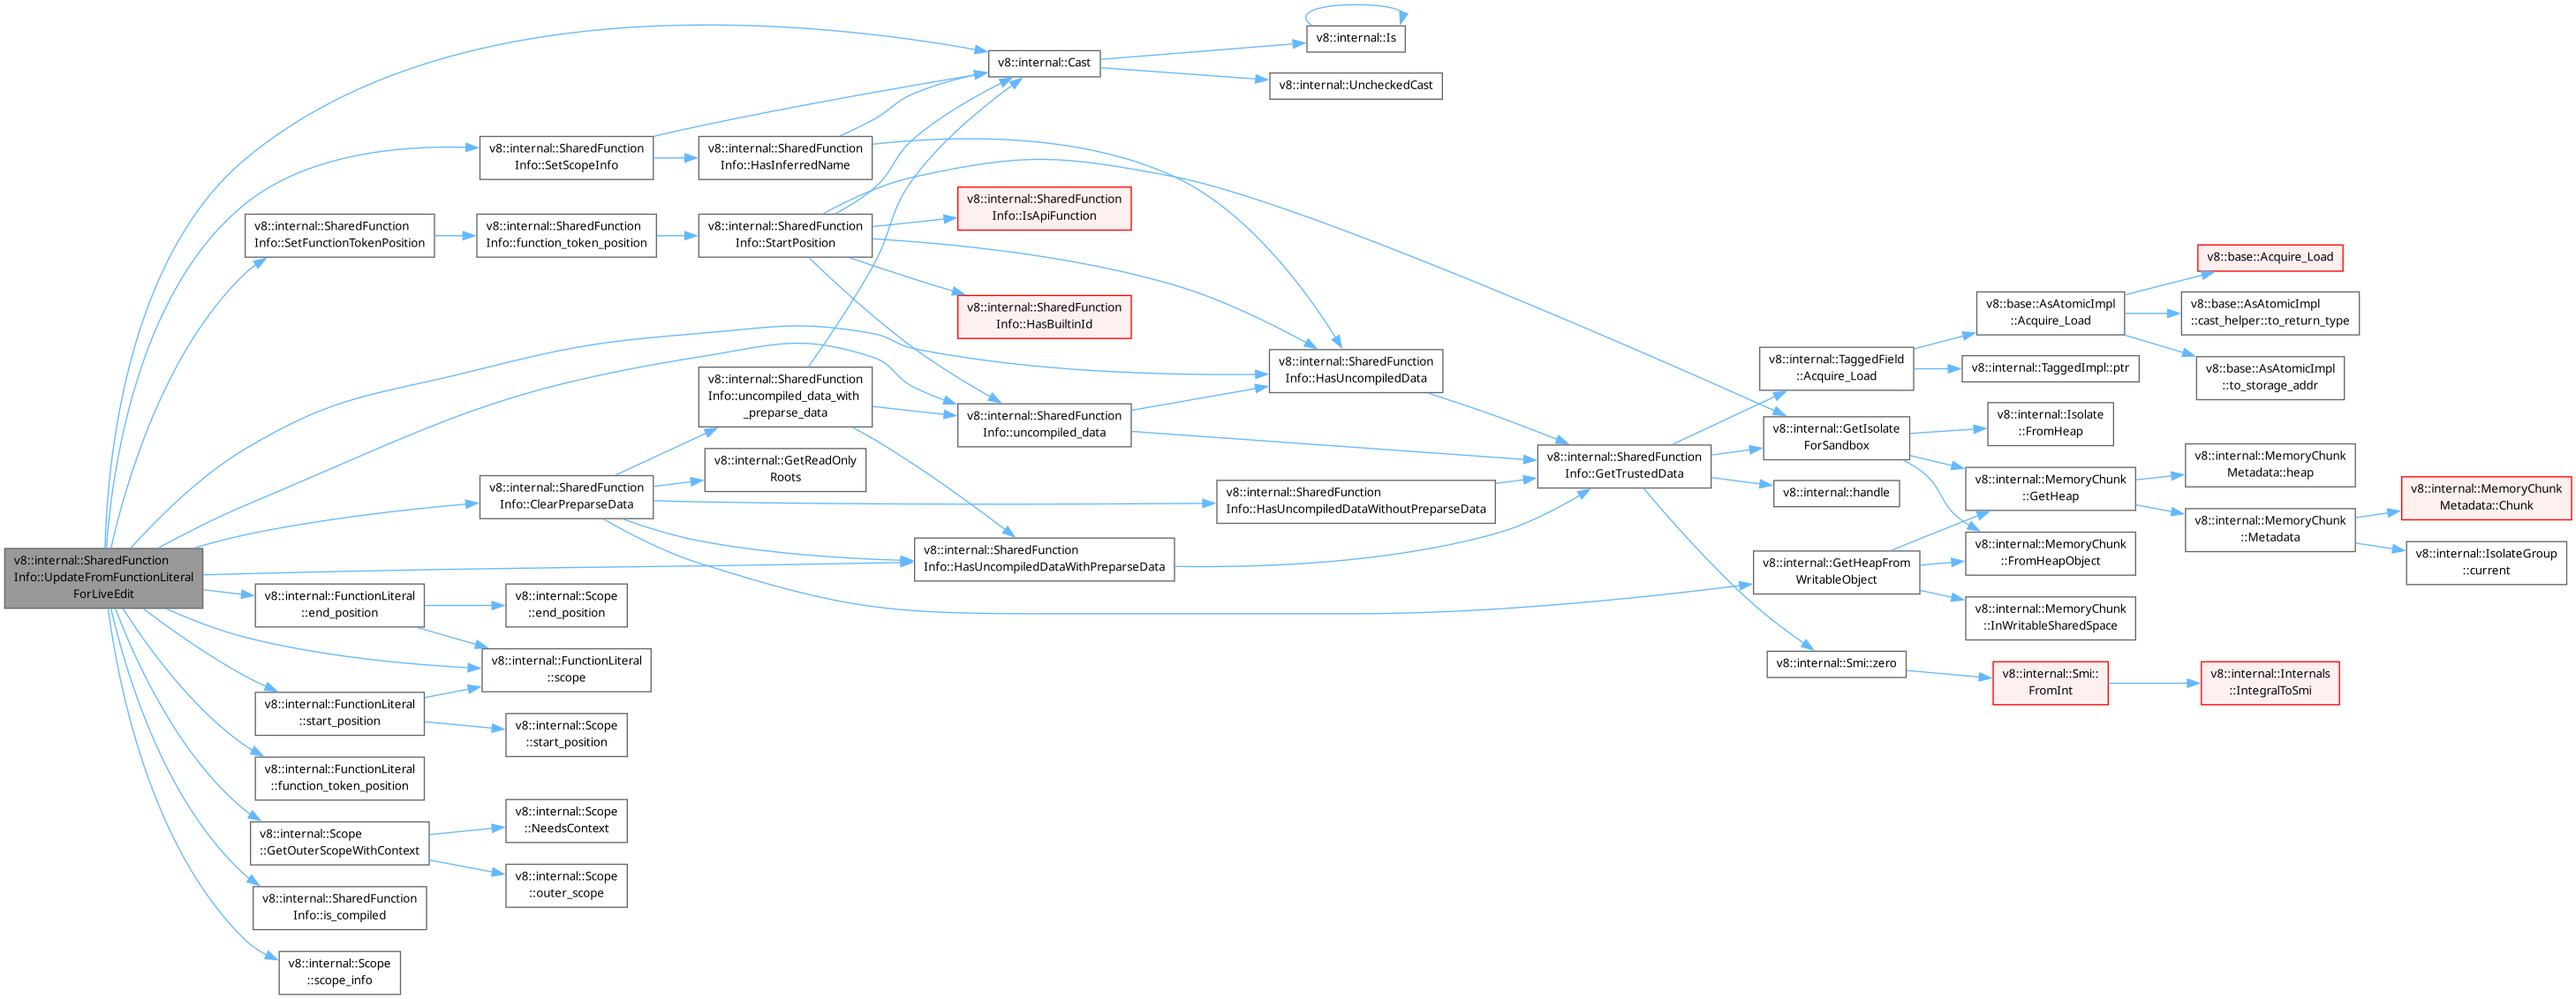 v8::internal::SharedFunction
Info::UpdateFromFunctionLiteral
ForLiveEdit
v8::internal::Cast
v8::internal::Is
v8::internal::UncheckedCast
v8::internal::SharedFunction
Info::SetScopeInfo
v8::internal::SharedFunction
Info::HasInferredName
v8::internal::SharedFunction
Info::SetFunctionTokenPosition
v8::internal::SharedFunction
Info::function_token_position
v8::internal::SharedFunction
Info::StartPosition
v8::internal::SharedFunction
Info::IsApiFunction
v8::internal::SharedFunction
Info::HasBuiltinId
v8::internal::SharedFunction
Info::uncompiled_data_with
_preparse_data
v8::internal::SharedFunction
Info::uncompiled_data
v8::internal::SharedFunction
Info::HasUncompiledData
v8::internal::SharedFunction
Info::ClearPreparseData
v8::internal::GetReadOnly
Roots
v8::internal::SharedFunction
Info::HasUncompiledDataWithoutPreparseData
v8::internal::SharedFunction
Info::HasUncompiledDataWithPreparseData
v8::internal::SharedFunction
Info::GetTrustedData
v8::internal::TaggedField
::Acquire_Load
v8::base::AsAtomicImpl
::Acquire_Load
v8::base::Acquire_Load
v8::base::AsAtomicImpl
::cast_helper::to_return_type
v8::base::AsAtomicImpl
::to_storage_addr
v8::internal::TaggedImpl::ptr
v8::internal::GetIsolate
ForSandbox
v8::internal::Isolate
::FromHeap
v8::internal::handle
v8::internal::MemoryChunk
::GetHeap
v8::internal::MemoryChunk
Metadata::heap
v8::internal::MemoryChunk
::Metadata
v8::internal::MemoryChunk
Metadata::Chunk
v8::internal::IsolateGroup
::current
v8::internal::GetHeapFrom
WritableObject
v8::internal::MemoryChunk
::FromHeapObject
v8::internal::MemoryChunk
::InWritableSharedSpace
v8::internal::Smi::zero
v8::internal::Smi::
FromInt
v8::internal::Internals
::IntegralToSmi
v8::internal::FunctionLiteral
::end_position
v8::internal::Scope
::end_position
v8::internal::FunctionLiteral
::scope
v8::internal::FunctionLiteral
::start_position
v8::internal::Scope
::start_position
v8::internal::FunctionLiteral
::function_token_position
v8::internal::Scope
::GetOuterScopeWithContext
v8::internal::Scope
::NeedsContext
v8::internal::Scope
::outer_scope
v8::internal::SharedFunction
Info::is_compiled
v8::internal::Scope
::scope_info